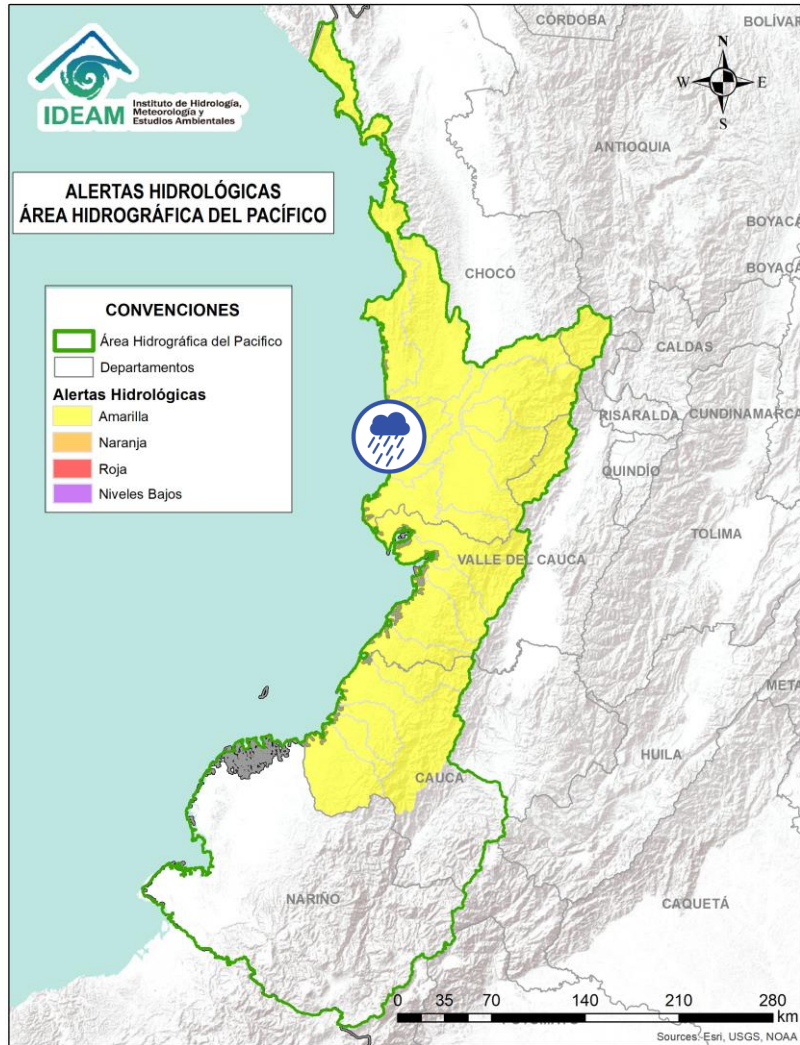 IDEAM
Instituto de Hidrología,
Meteorología y
Estudios Ambientales
ALERTAS HIDROLÓGICAS
ÁREA HIDROGRÁFICA DEL PACÍFICO
CONVENCIONES
Área Hidrográfica del Pacifico
Departamentos
Alertas Hidrológicas
Amarilla
Naranja
Roja
Niveles Bajos
N
W E
S
CÓRDOBA
BOLÍVAR
ANTIOQUIA
BOYACÁ
CHOCÓ
BOYACÁ
CALDAS
RISARALDA
CUNDINAMARCA
QUINDÍO
TOLIMA
VALLE DEL CAUCA
META
HUILA
CAUCA
NARIÑO
CAQUETÁ
0 35 70 140 210 280
km
Sources: Esri, USGS, NOAA